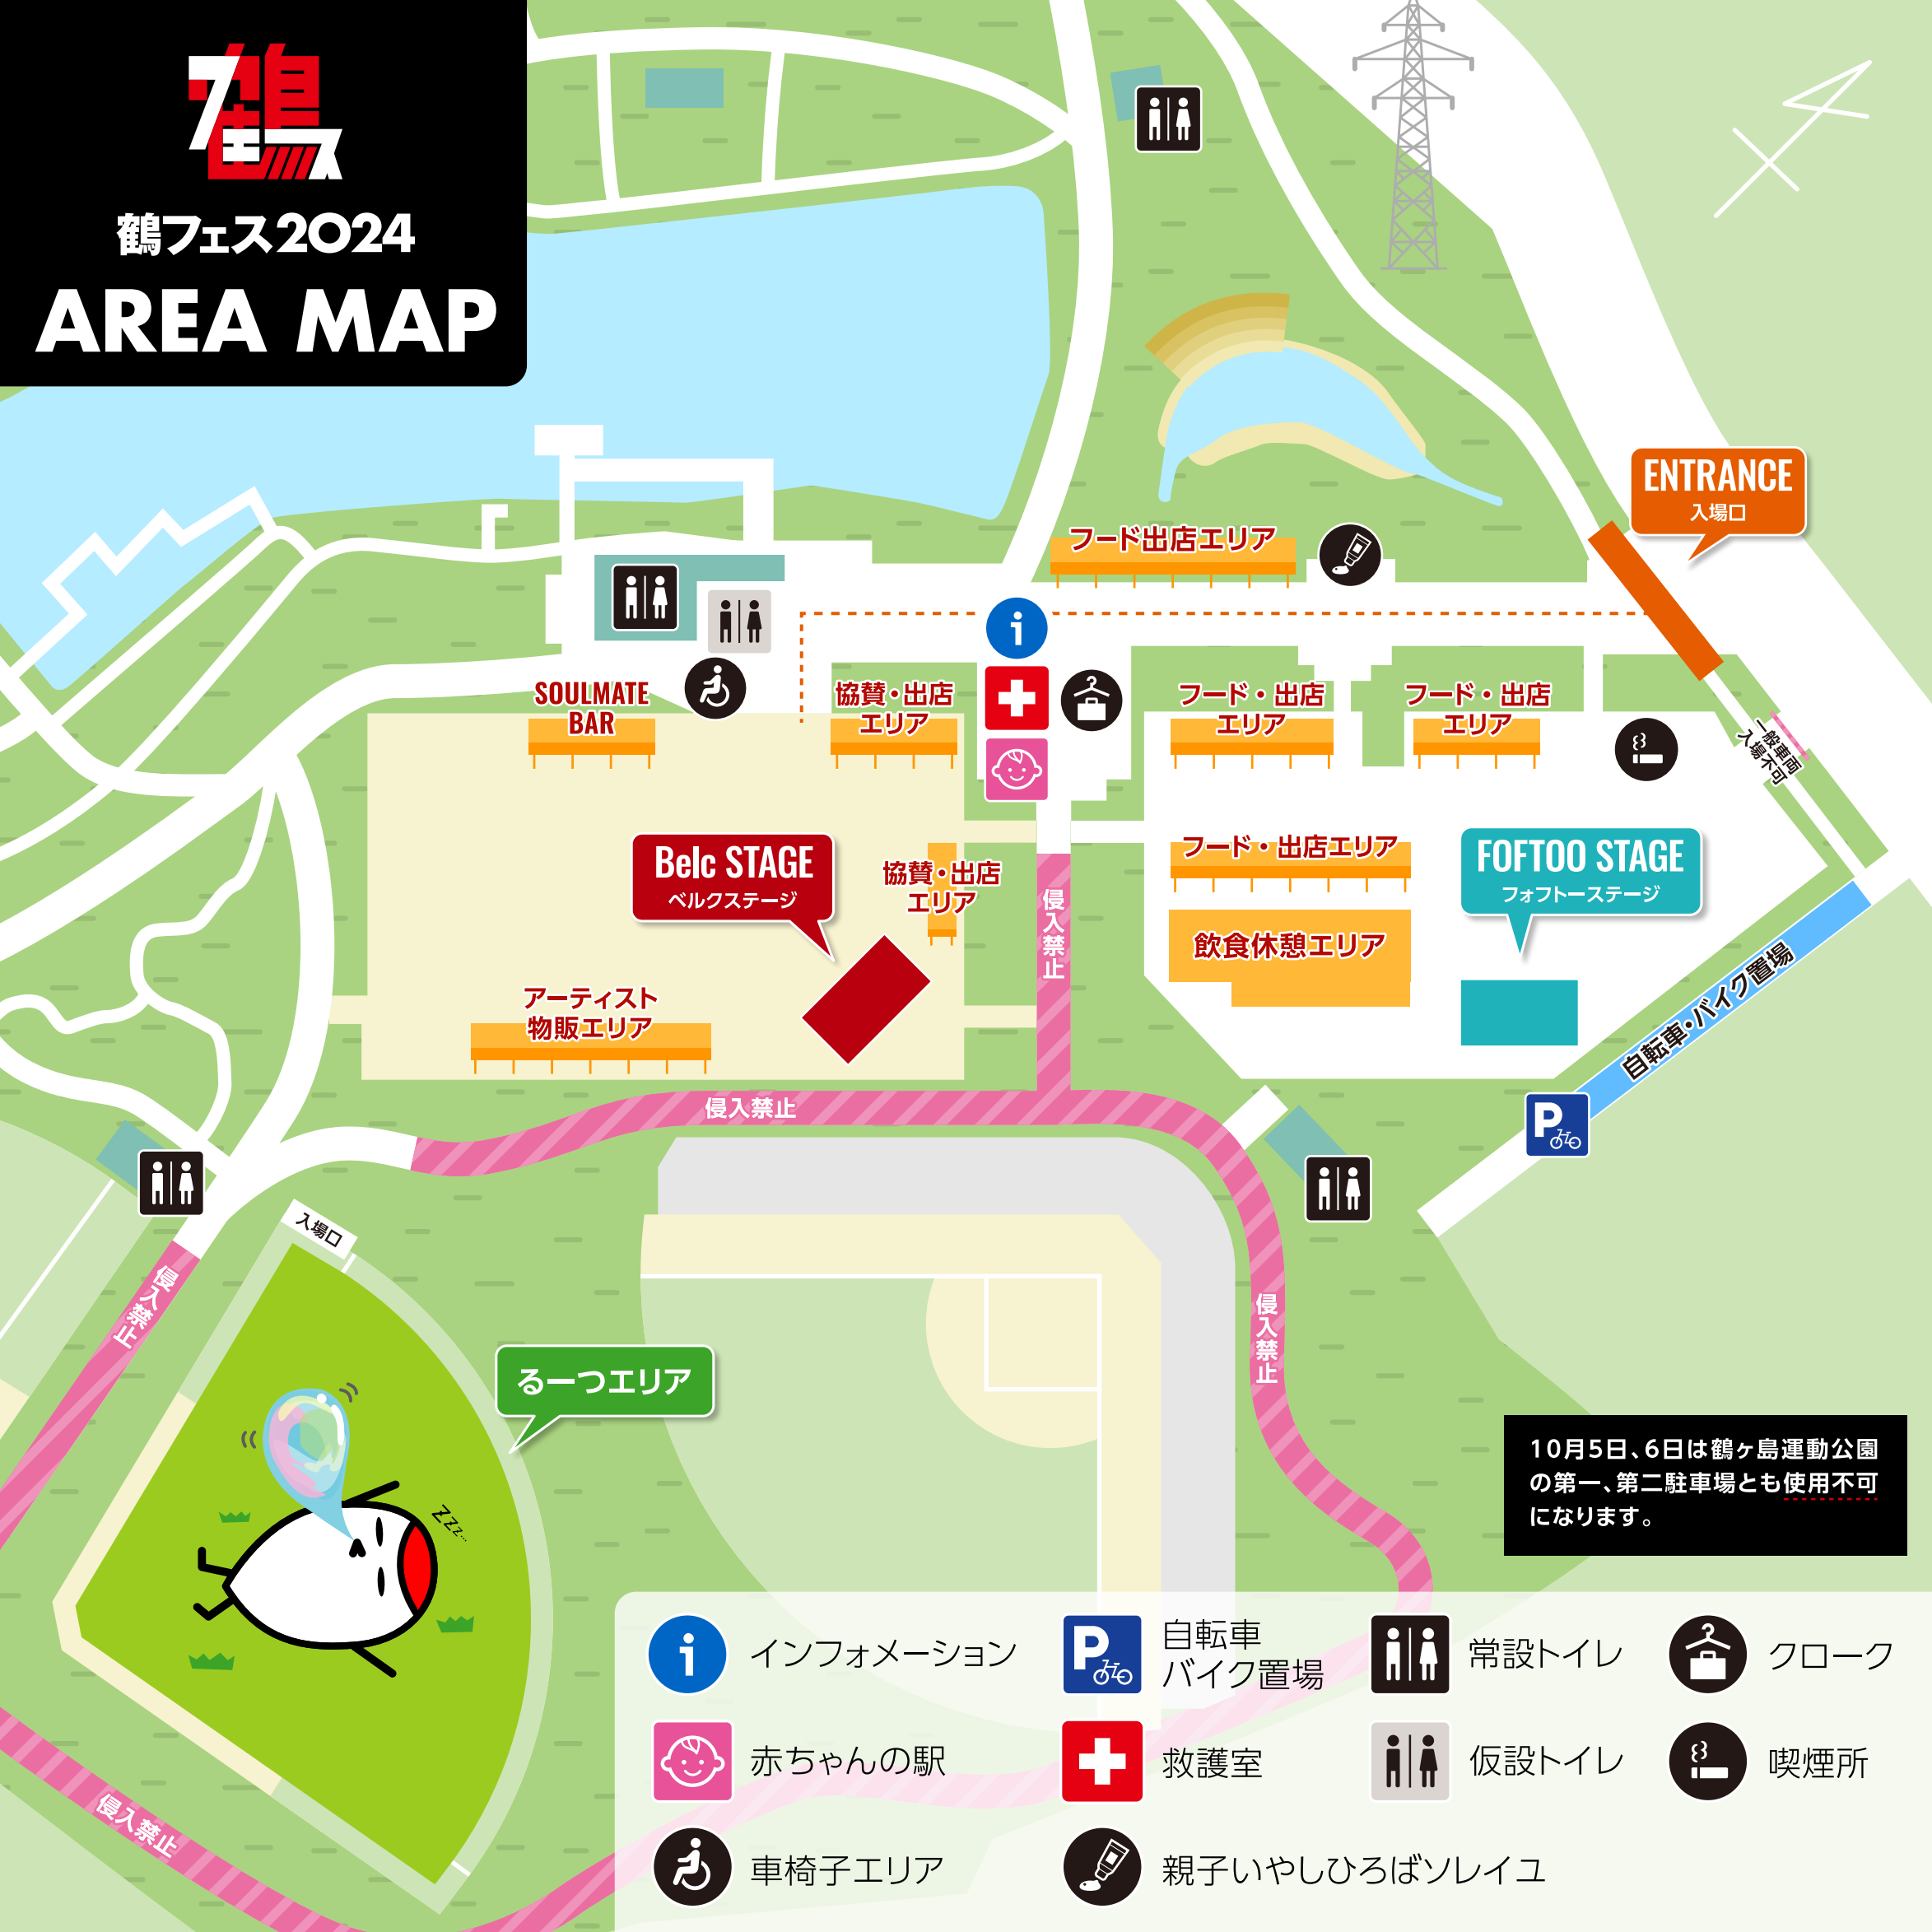 鶴フェス
鶴フェス2024
AREA MAP
ENTRANCE
入場口
フード出店エリア
SOULMATE
BAR
協賛・出店
エリア
フード・出店
エリア
フード・出店
エリア
一般車両
入場不可
Belc STAGE
ベルクステージ
協賛・出店
エリア
侵入禁止
フード・出店エリア
飲食休憩エリア
FOFTOO STAGE
フォフトーステージ
アーティスト
物販エリア
自転車・バイク置場
P
侵入禁止
入場口
侵入禁止
侵入禁止
るーつエリア
zzz...
侵入禁止
10月5日、6日は鶴ヶ島運動公園
の第一、第二駐車場とも使用不可
になります。
i
インフォメーション
P
自転車
バイク置場
常設トイレ
クローク
赤ちゃんの駅
救護室
仮設トイレ
喫煙所
車椅子エリア
親子いやしひろばソレイユ